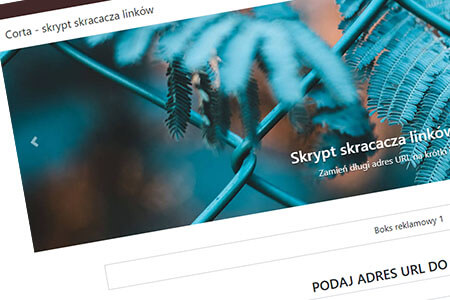 Corta - skrypt skracacza linków
Skrypt skracacza linków
Zamień długi adres URL na krótki
Boks reklamowy 1
PODAJ ADRES URL DO